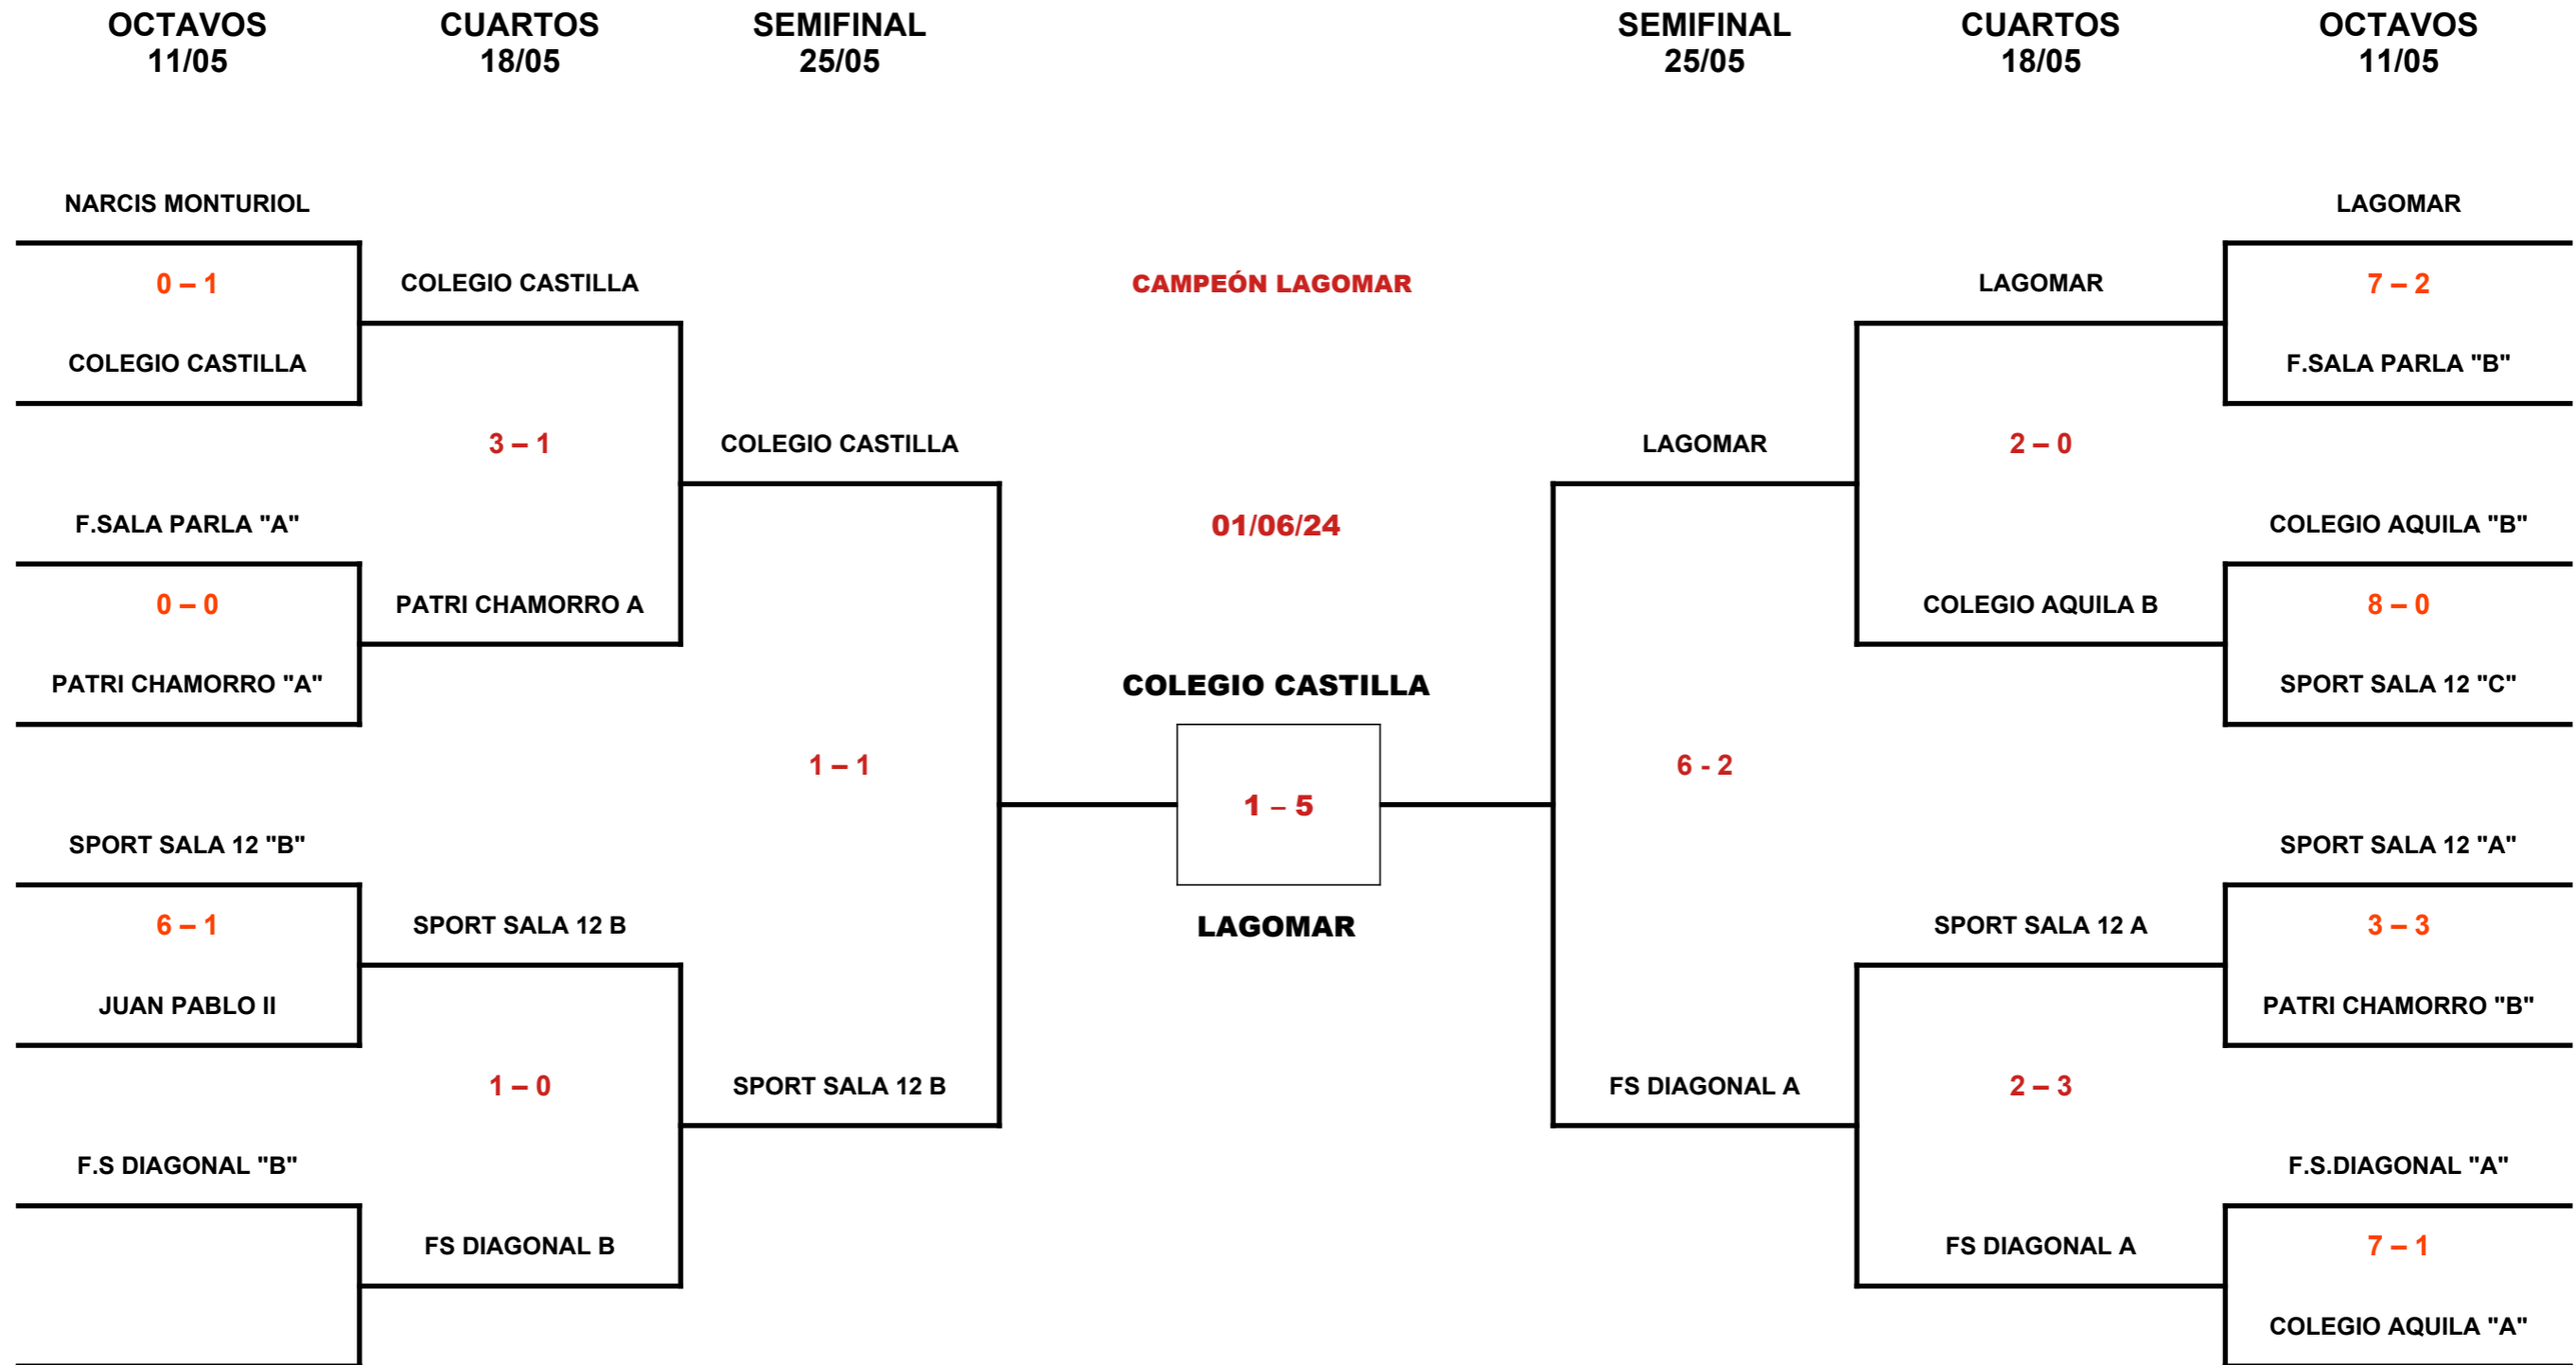 OCTAVOS CUARTOS SEMIFINAL SEMIFINAL CUARTOS OCTAVOS
11/05 18/05 25/05 25/05 18/05 11/05
NARCIS MONTURIOL LAGOMAR
0 – 1 COLEGIO CASTILLA CAMPEÓN LAGOMAR LAGOMAR 7 – 2
COLEGIO CASTILLA F.SALA PARLA "B"
3 – 1 COLEGIO CASTILLA LAGOMAR 2 – 0
F.SALA PARLA "A" 01/06/24 COLEGIO AQUILA "B"
0 – 0 PATRI CHAMORRO A COLEGIO AQUILA B 8 – 0
PATRI CHAMORRO "A" COLEGIO CASTILLA SPORT SALA 12 "C"
1 – 1 6 - 2
1 – 5
SPORT SALA 12 "B" SPORT SALA 12 "A"
6 – 1 SPORT SALA 12 B LAGOMAR SPORT SALA 12 A 3 – 3
JUAN PABLO II PATRI CHAMORRO "B"
1 – 0 SPORT SALA 12 B FS DIAGONAL A 2 – 3
F.S DIAGONAL "B" F.S.DIAGONAL "A"
FS DIAGONAL B FS DIAGONAL A 7 – 1
COLEGIO AQUILA "A"